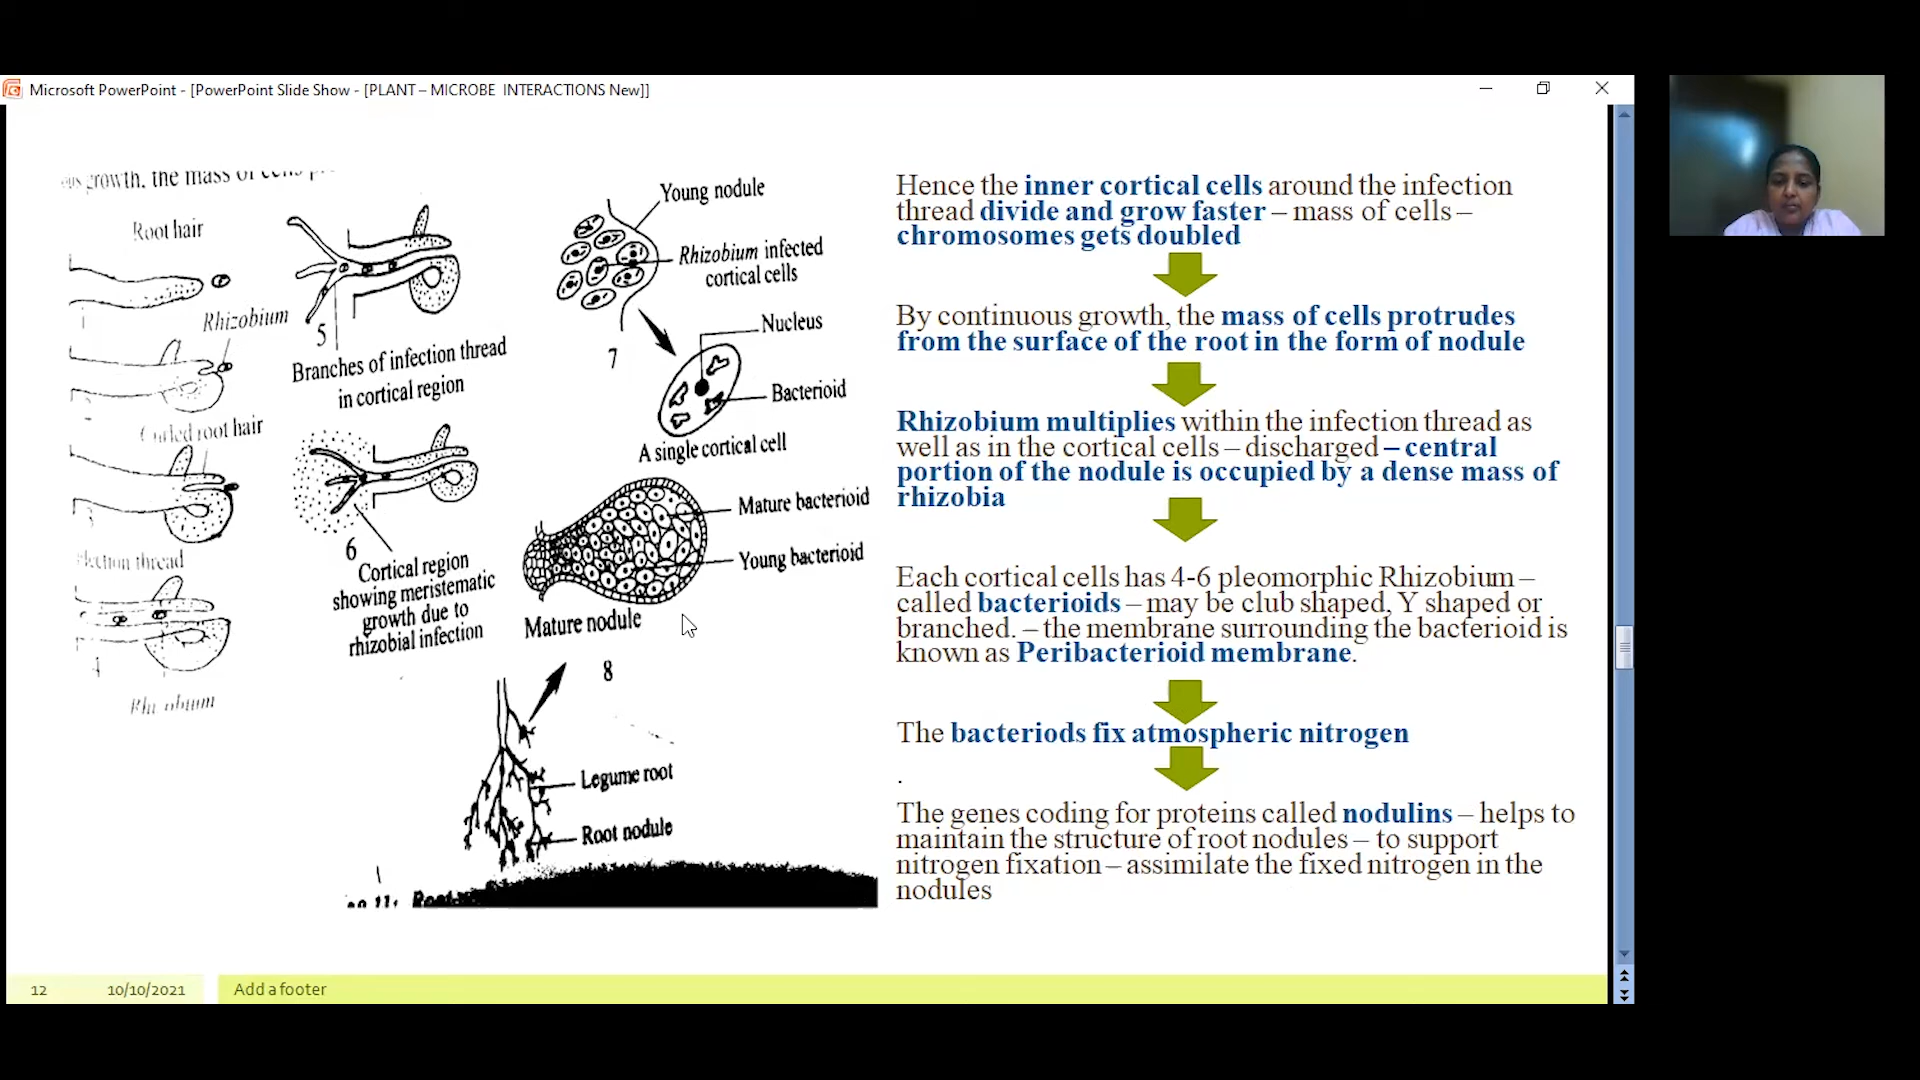 Microsoft PowerPoint - [PowerPoint Slide Show - [PLANT – MICROBE INTERACTIONS New]]
growth, the mass of cells
Root hair
Rhizobium
5
Branches of infection thread
in cortical region
root hair
thread
6
Cortical region
showing meristematic
growth due to
rhizobial infection
Young nodule
Rhizobium infected
cortical cells
Nucleus
7
Bacterioid
A single cortical cell
Mature bacterioid
Young bacterioid
Mature nodule
8
Legume root
Root nodule
Hence the inner cortical cells around the infection
thread divide and grow faster – mass of cells –
chromosomes gets doubled
By continuous growth, the mass of cells protrudes
from the surface of the root in the form of nodule
Rhizobium multiplies within the infection thread as
well as in the cortical cells – discharged – central
portion of the nodule is occupied by a dense mass of
rhizobia
Each cortical cells has 4-6 pleomorphic Rhizobium –
called bacterioids – may be club shaped, Y shaped or
branched. – the membrane surrounding the bacterioid is
known as Peribacterioid membrane.
The bacteriods fix atmospheric nitrogen
.
The genes coding for proteins called nodulins – helps to
maintain the structure of root nodules – to support
nitrogen fixation – assimilate the fixed nitrogen in the
nodules
12 10/10/2021 Add a footer